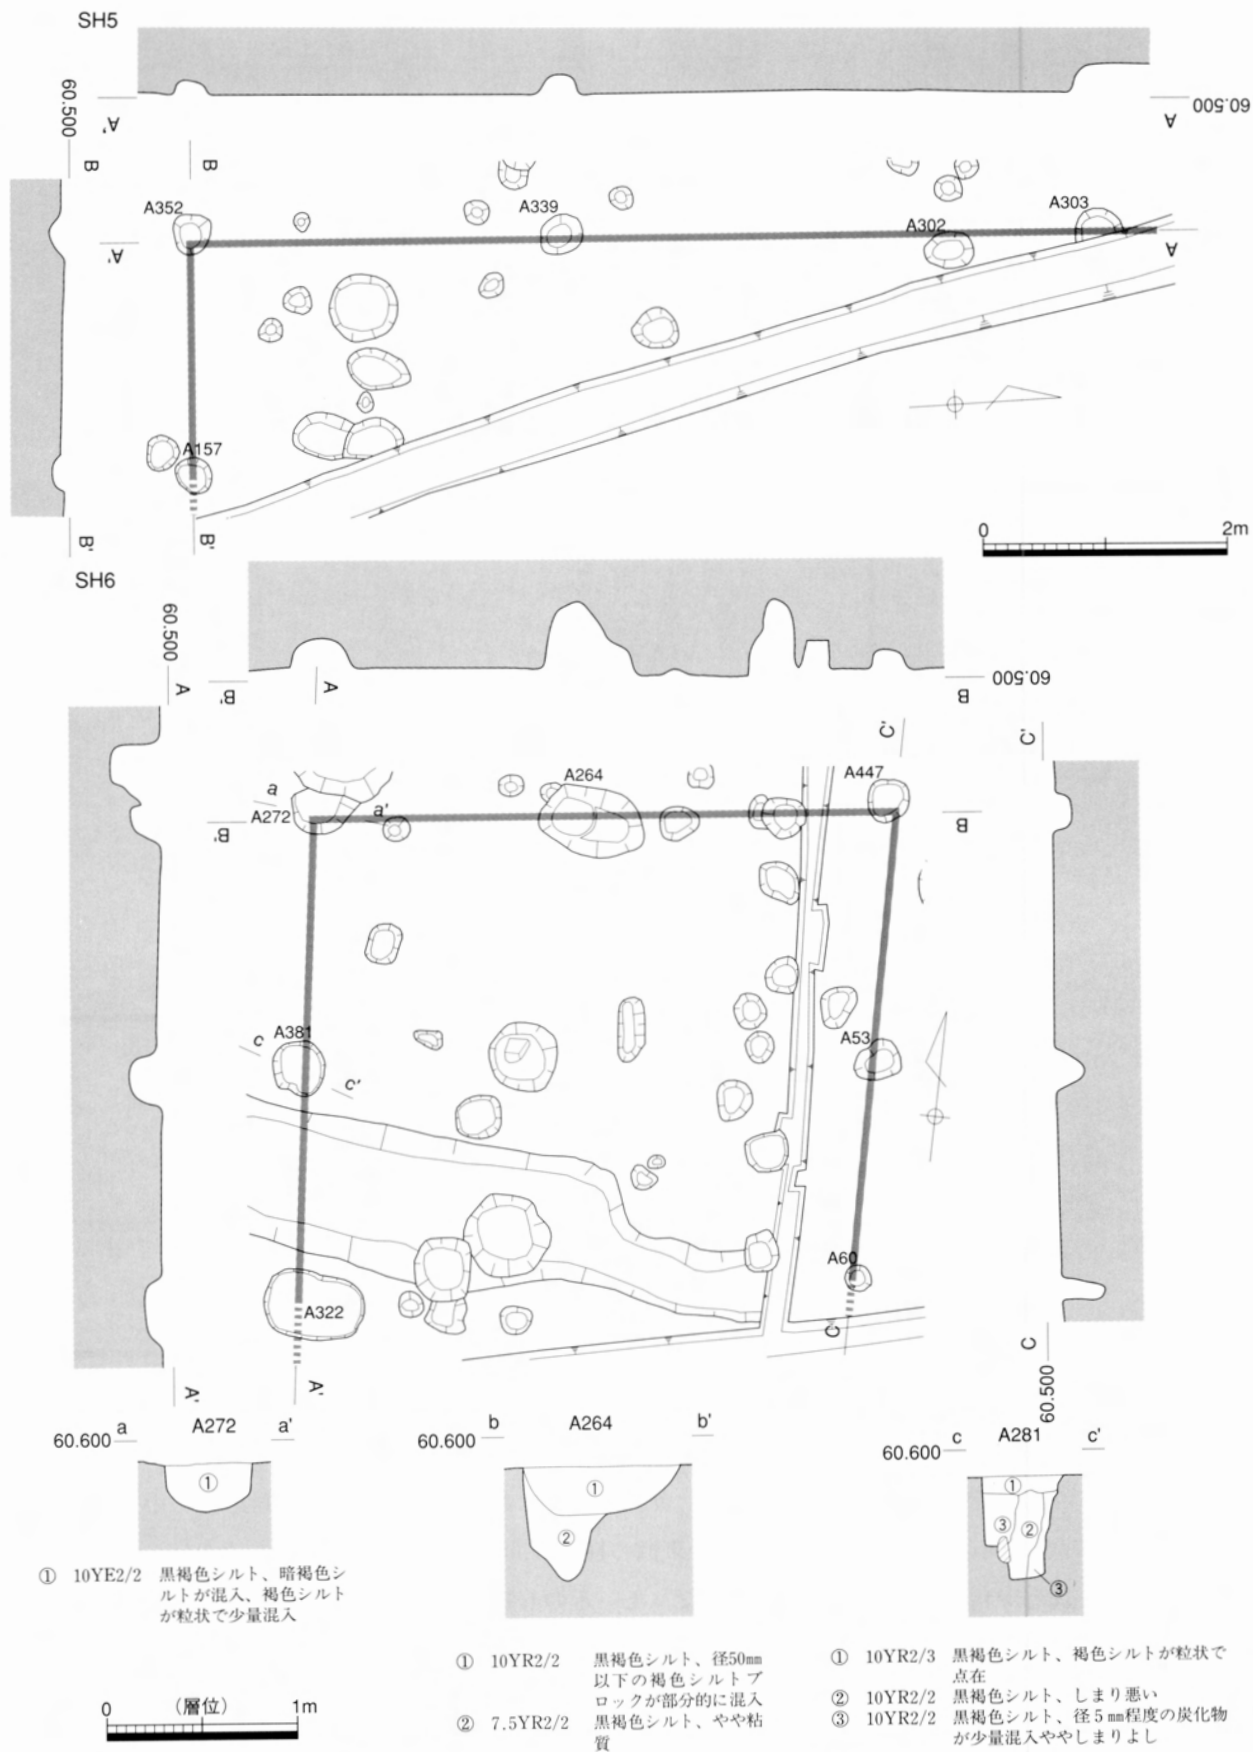 SH5
60.500
A'
A
60.500
B
B
A352
A339
A302
A303
A'
A
A157
B'
B'
0 2m
SH6
60.500
A
B'
A
B
60.500
C'
C'
a
A272
a'
A264
A447
B'
B
c
A381
c'
A53
A60
A322
C
C
60.500
A'
A'
60.600 a A272 a'
①
60.600 b A264 b'
①
②
60.600 c A281 c'
①
③
②
③
① 10YE2/2 黒褐色シルト、暗褐色シ
ルトが混入、褐色シルト
が粒状で少量混入
① 10YR2/2 黒褐色シルト、径50㎜
以下の褐色シルトブ
ロックが部分的に混入
② 7.5YR2/2 黒褐色シルト、やや粘
質
① 10YR2/3 黒褐色シルト、褐色シルトが粒状で
点在
② 10YR2/2 黒褐色シルト、しまり悪い
③ 10YR2/2 黒褐色シルト、径5㎜程度の炭化物
が少量混入ややしまりよし
0 (層位) 1m